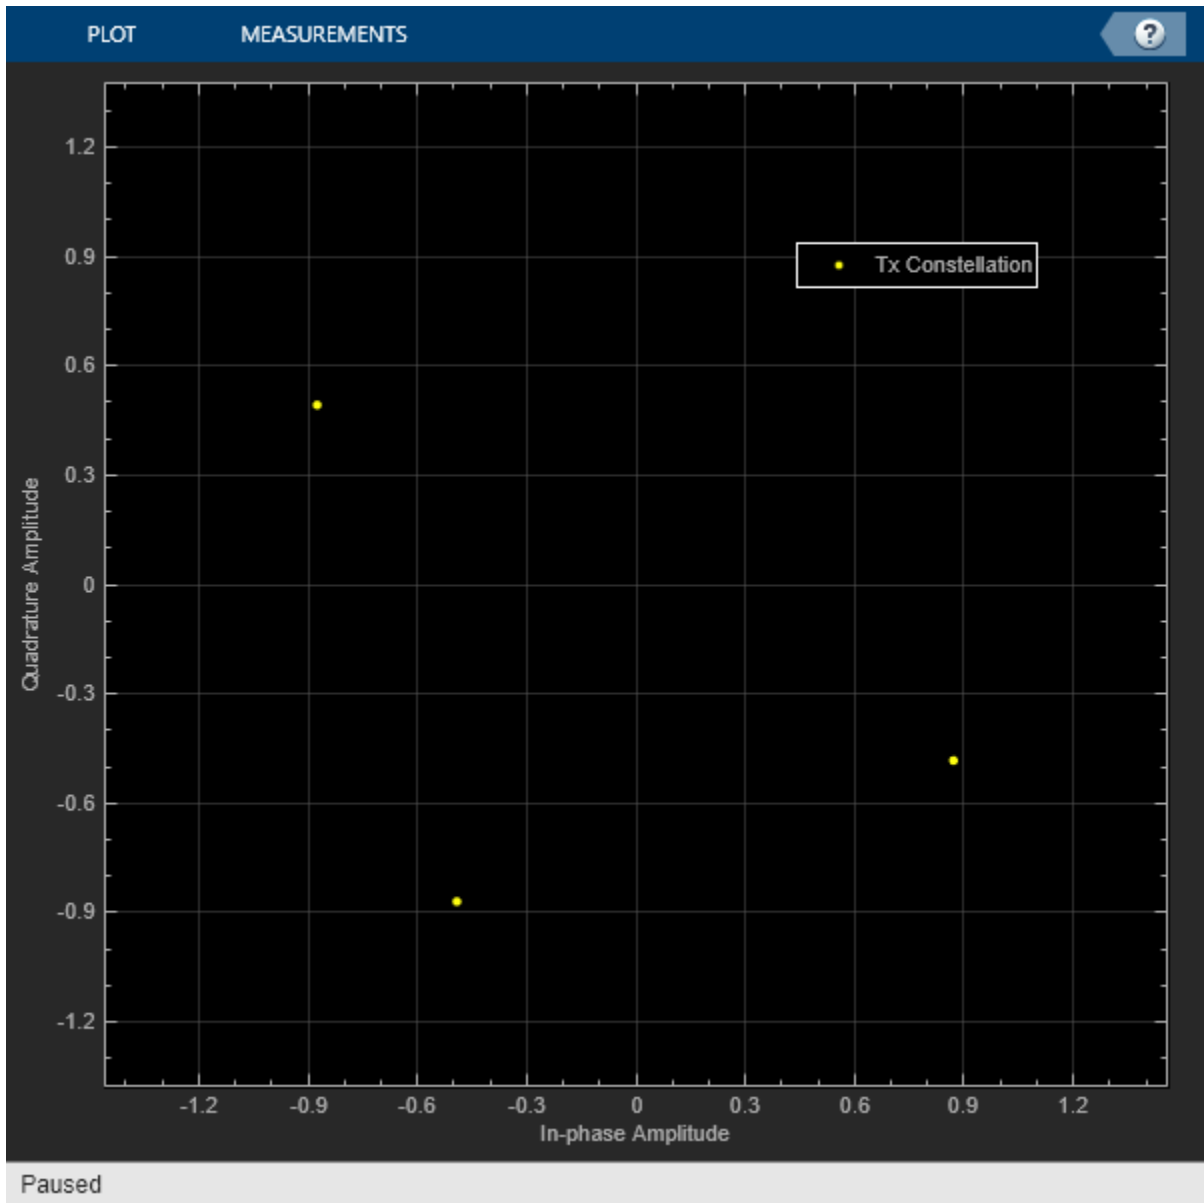 PLOT MEASUREMENTS ?
1.2
0.9
Tx Constellation
0.6
0.3
0
-0.3
-0.6
-0.9
-1.2
Quadrature Amplitude
-1.2 -0.9 -0.6 -0.3 0 0.3 0.6 0.9 1.2
In-phase Amplitude
Paused